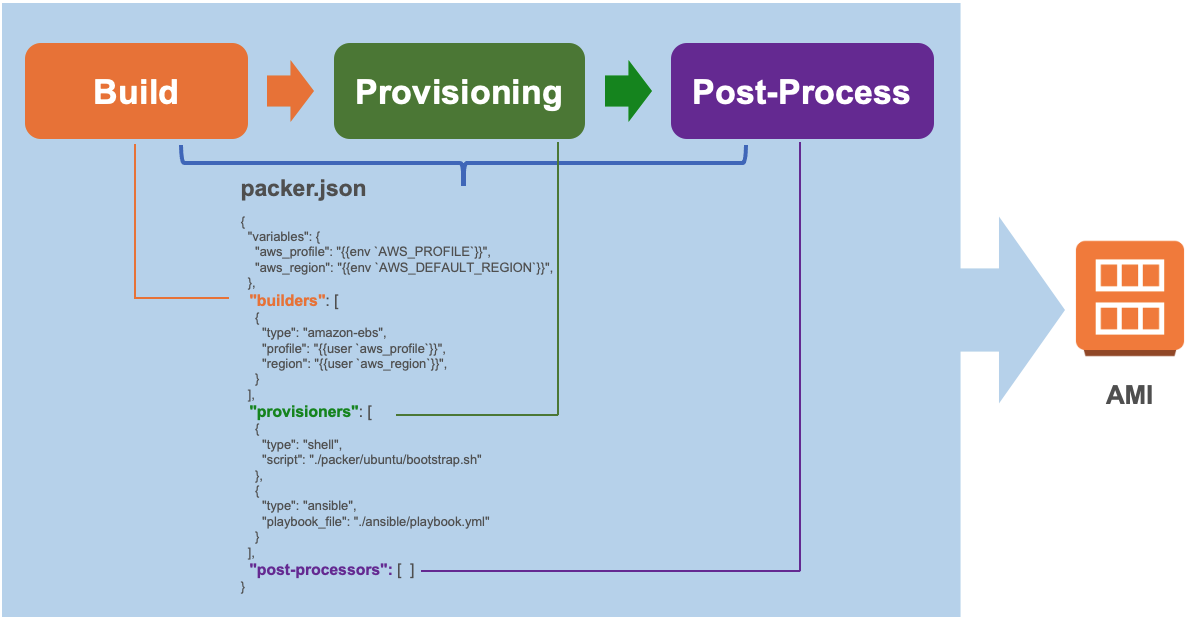 Build
Provisioning
Post-Process
packer.json
{
"variables": {
"aws_profile": "{{env `AWS_PROFILE`}}",
"aws_region": "{{env `AWS_DEFAULT_REGION`}}",
},
"builders": [
{
"type": "amazon-ebs",
"profile": "{{user `aws_profile`}}",
"region": "{{user `aws_region`}}",
}
],
"provisioners": [
{
"type": "shell",
"script": "./packer/ubuntu/bootstrap.sh"
},
{
"type": "ansible",
"playbook_file": "./ansible/playbook.yml"
}
],
"post-processors": [ ]
}
AMI